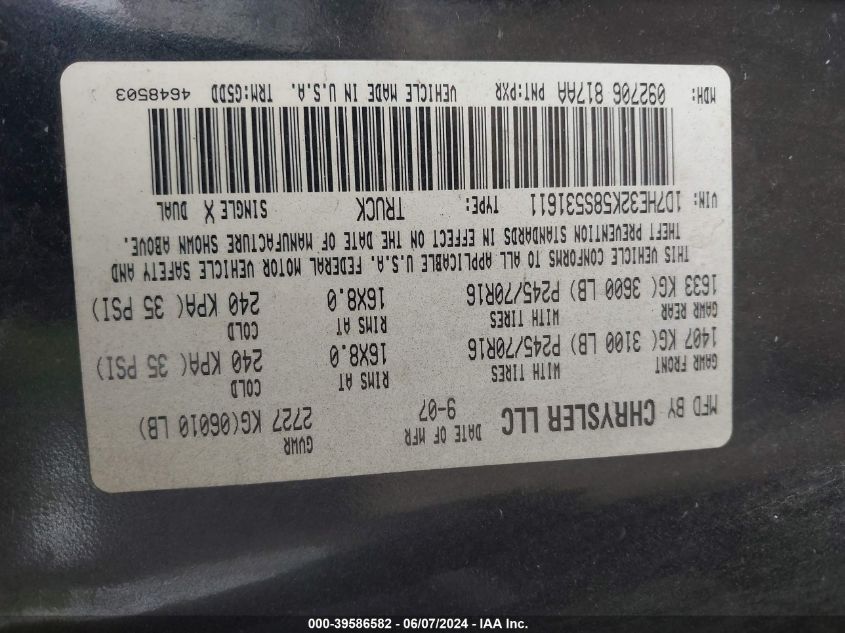 MFD BY CHRYSLER LLC DATE OF MFR 9-07 GVWR 2727 KG(06010 LB)
GAWR FRONT WITH TIRES RIMS AT COLD
1407 KG( 3100 LB) P245/70R16 16X8.0 240 KPA( 35 PSI)
GAWR REAR WITH TIRES RIMS AT COLD
1633 KG( 3600 LB) P245/70R16 16X8.0 240 KPA( 35 PSI)
THIS VEHICLE CONFORMS TO ALL APPLICABLE U.S.A. FEDERAL MOTOR VEHICLE SAFETY AND
THEFT PREVENTION STANDARDS IN EFFECT ON THE DATE OF MANUFACTURE SHOWN ABOVE.
VIN: 1D7HE32K58S531611 TYPE: TRUCK SINGLE X DUAL
MDH: 092706 817AA PNT:PXR VEHICLE MADE IN U.S.A. TRM:G5DD 4648503
000-39586582 - 06/07/2024 - IAA Inc.